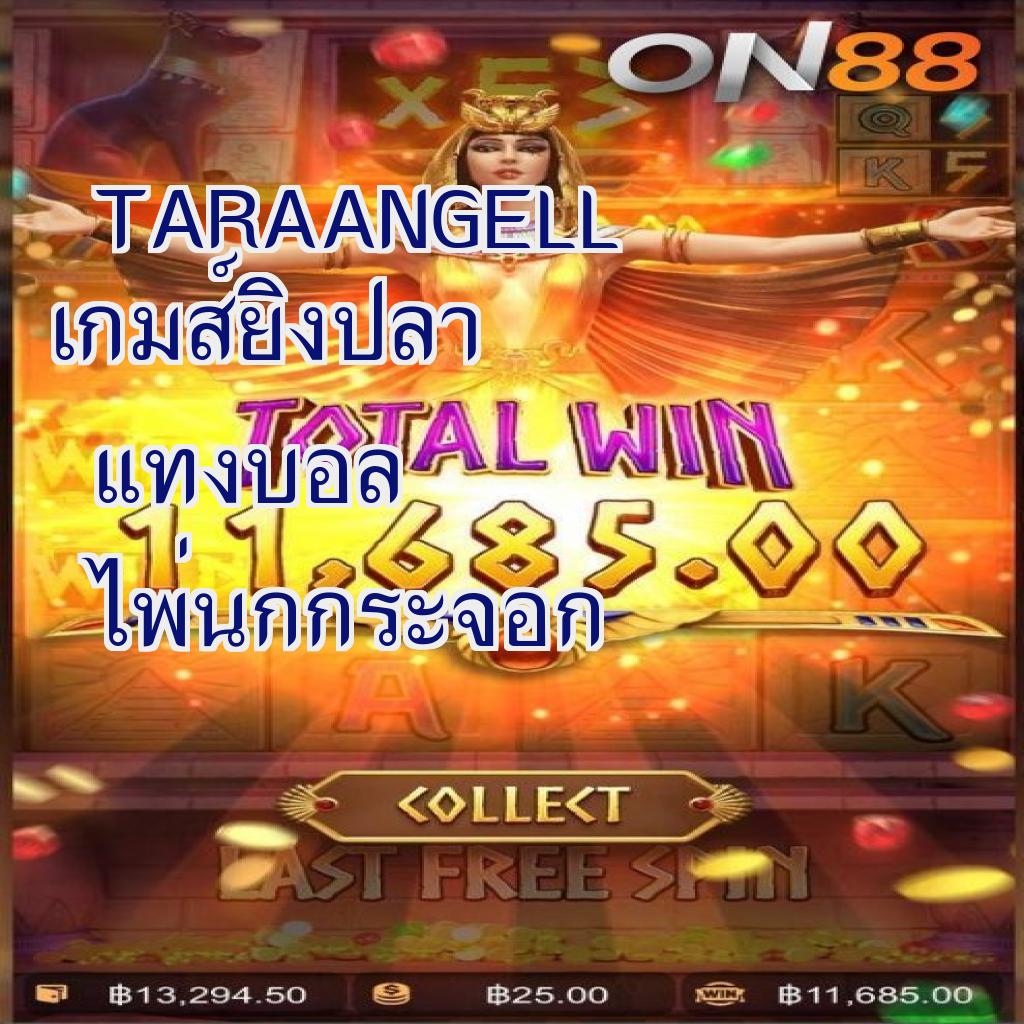 ON88
x53
Q
K 5
TARAANGELL
เกมส์ยิงปลา
TOTAL WIN
แทงบอล
11,685.00
ไพ่นกกระจอก
A K
COLLECT
LAST FREE SPIN
฿13,294.50 ฿25.00 WIN ฿11,685.00